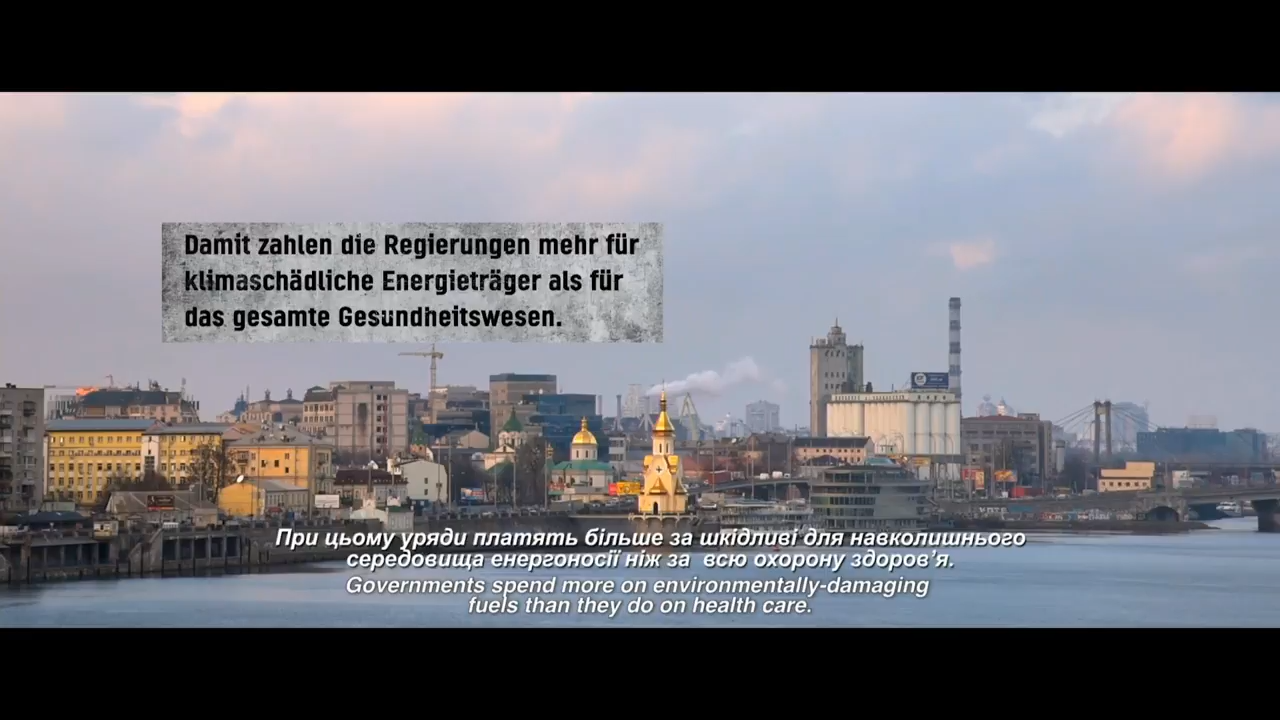 Damit zahlen die Regierungen mehr für
klimaschädliche Energieträger als für
das gesamte Gesundheitswesen.
При цьому уряди платять більше за шкідливі для навколишнього
середовища енергоносії ніж за всю охорону здоров’я.
Governments spend more on environmentally-damaging
fuels than they do on health care.